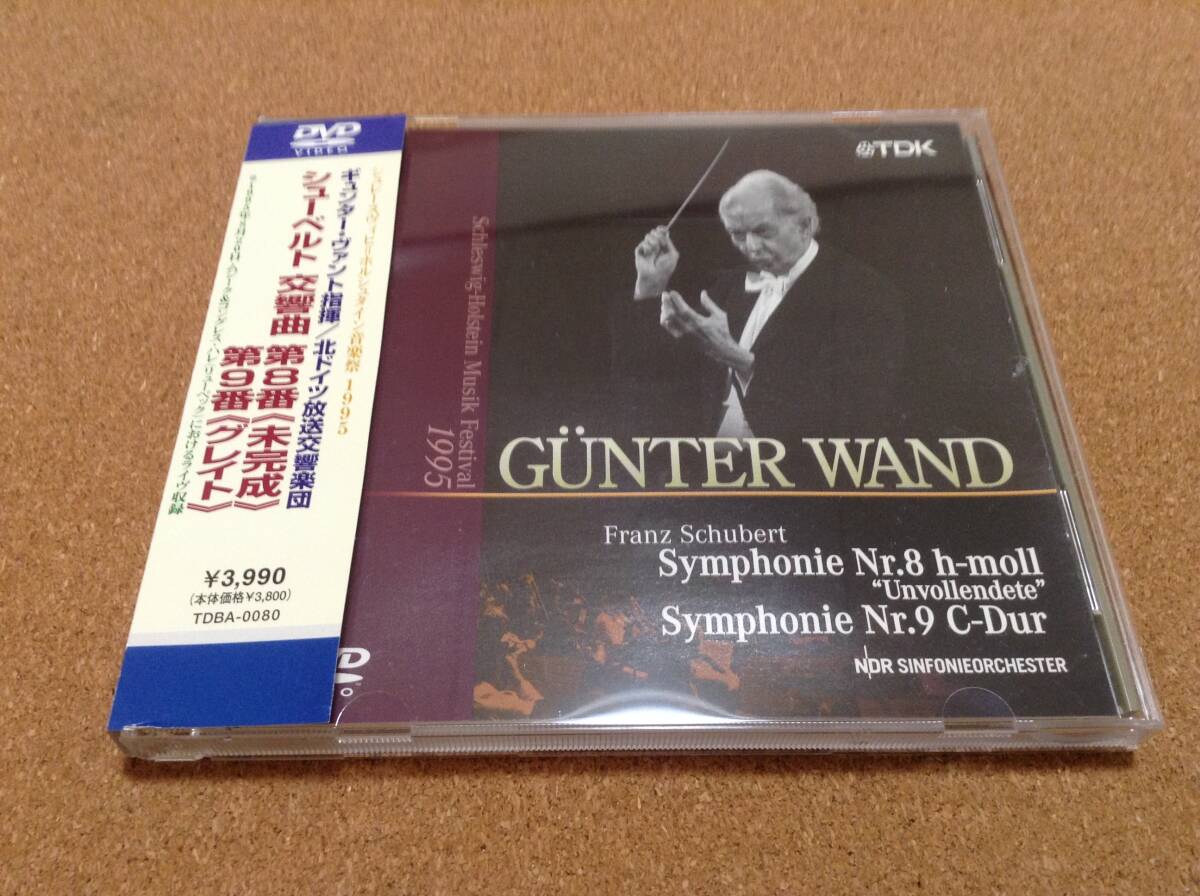 DVD
VIDEO
シュレースヴィヒ=ホルシュタイン音楽祭 1995
ギュンター・ヴァント指揮/北ドイツ放送交響楽団
シューベルト 交響曲 第8番《未完成》
第9番《グレイト》
¥3,990
(本体価格¥3,800)
TDBA-0080
TDK
Schleswig-Holstein Musik Festival
1995
GÜNTER WAND
Franz Schubert
Symphonie Nr.8 h-moll
“Unvollendete”
Symphonie Nr.9 C-Dur
NDR SINFONIEORCHESTER